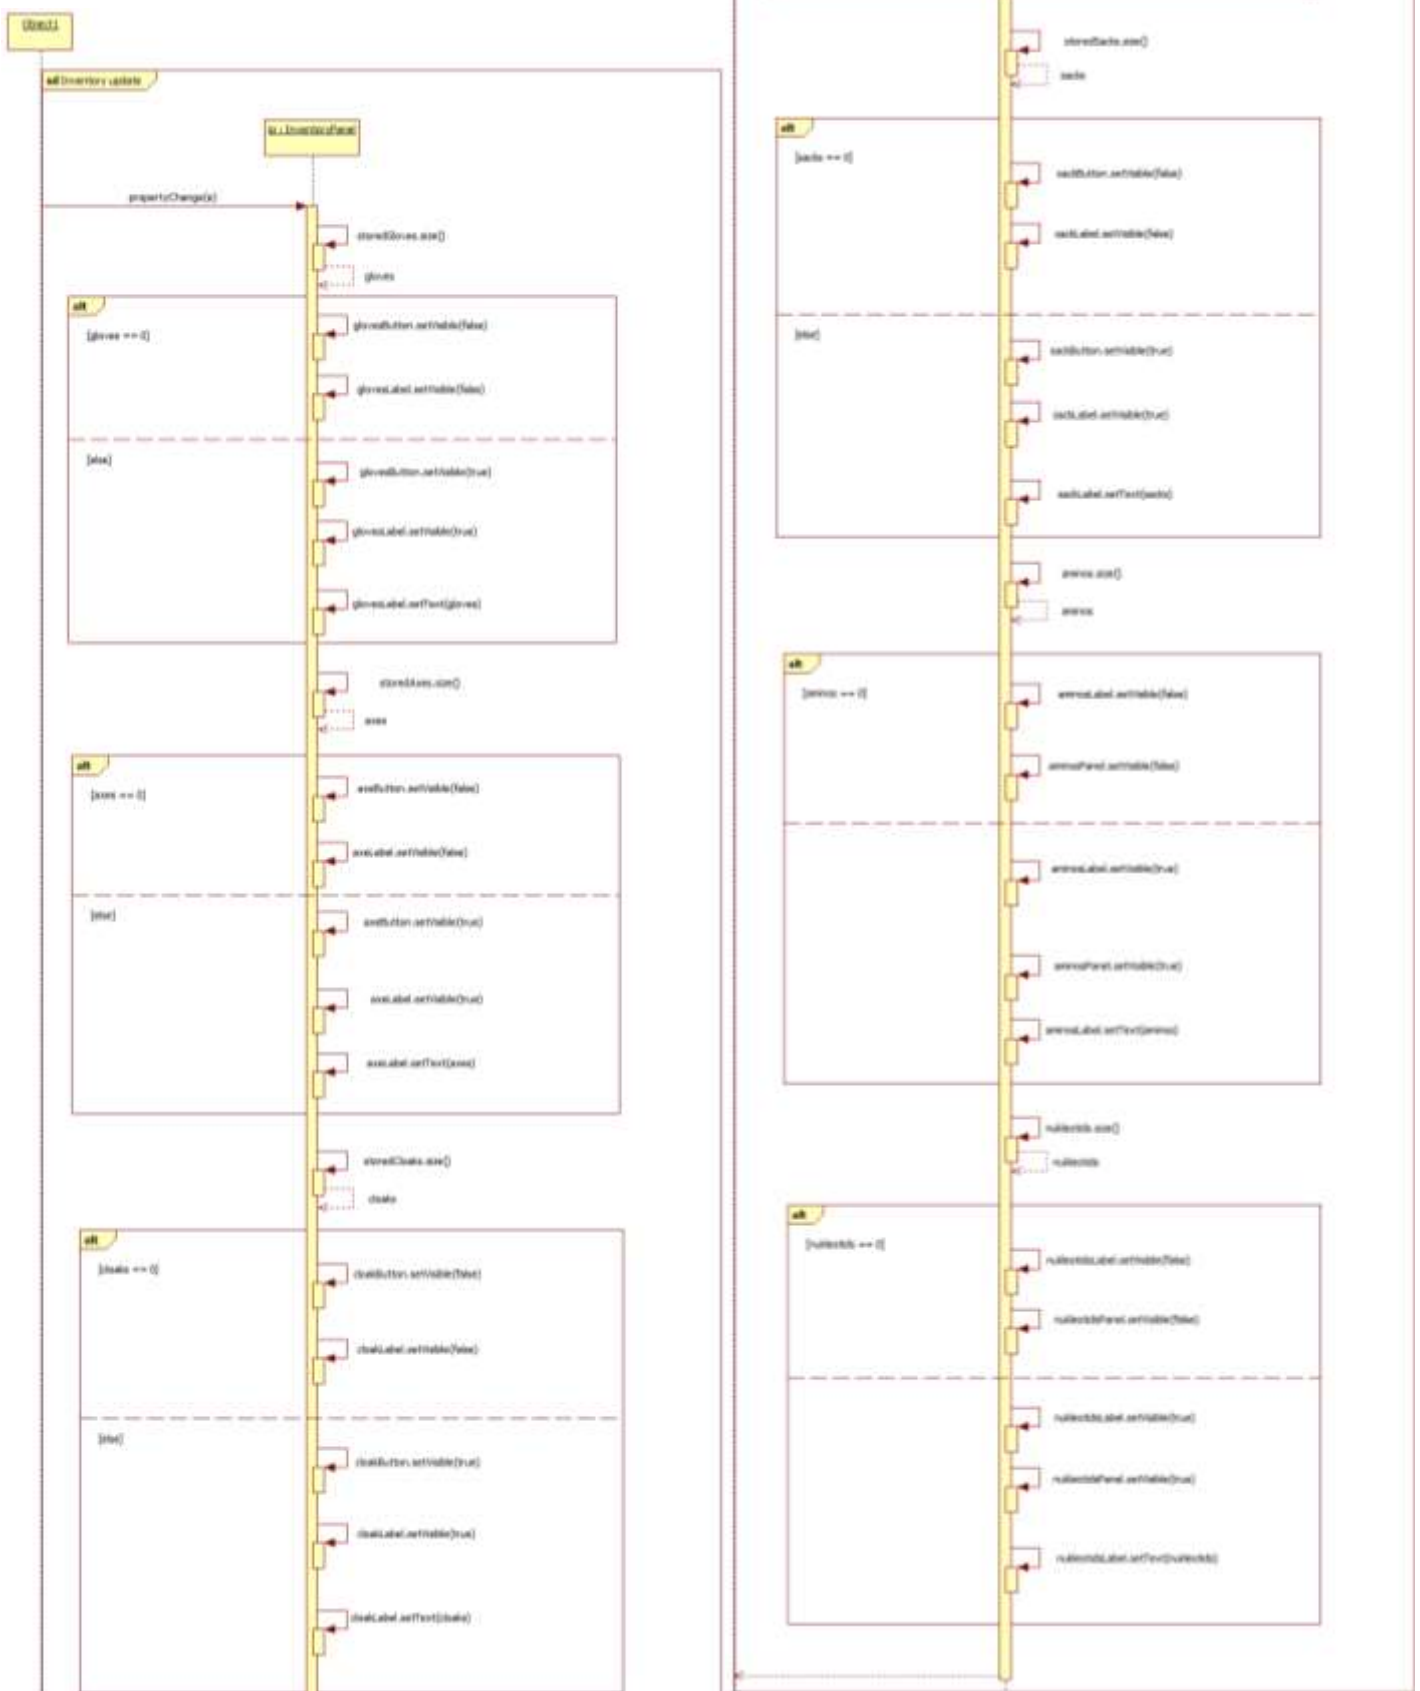 Object1
sd Inventory update
ip : InventoryPanel
propertyChange(e)
storedGloves.size()
gloves
alt
[gloves == 0]
glovesButton.setVisible(false)
glovesLabel.setVisible(false)
[else]
glovesButton.setVisible(true)
glovesLabel.setVisible(true)
glovesLabel.setText(gloves)
storedAxes.size()
axes
alt
[axes == 0]
axeButton.setVisible(false)
axeLabel.setVisible(false)
[else]
axeButton.setVisible(true)
axeLabel.setVisible(true)
axeLabel.setText(axes)
storedCloaks.size()
cloaks
alt
[cloaks == 0]
cloakButton.setVisible(false)
cloakLabel.setVisible(false)
[else]
cloakButton.setVisible(true)
cloakLabel.setVisible(true)
cloakLabel.setText(cloaks)
storedSacks.size()
sacks
alt
[sacks == 0]
sackButton.setVisible(false)
sackLabel.setVisible(false)
[else]
sackButton.setVisible(true)
sackLabel.setVisible(true)
sackLabel.setText(sacks)
aminos.size()
aminos
alt
[aminos == 0]
aminosLabel.setVisible(false)
aminosPanel.setVisible(false)
aminosLabel.setVisible(true)
aminosPanel.setVisible(true)
aminosLabel.setText(aminos)
nukleotids.size()
nukleotids
alt
[nukleotids == 0]
nukleotidsLabel.setVisible(false)
nukleotidsPanel.setVisible(false)
nukleotidsLabel.setVisible(true)
nukleotidsPanel.setVisible(true)
nukleotidsLabel.setText(nukleotids)